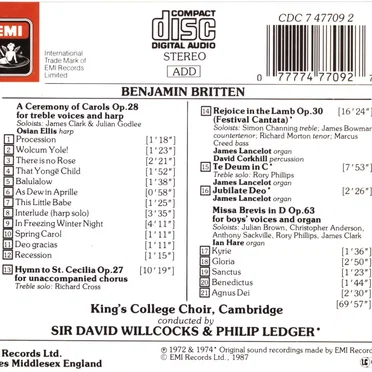 EMI
International
Trade Mark of
EMI Records
Limited
COMPACT
disc
DIGITAL AUDIO
STEREO
ADD
CDC 7 47709 2
0 77774 77092
BENJAMIN BRITTEN
A Ceremony of Carols Op.28
for treble voices and harp
Soloists: James Clark & Julian Godlee
Osian Ellis harp
1 Procession [1'18"]
2 Wolcum Yole! [1'23"]
3 There is no Rose [2'21"]
4 That Yongë Child [1'52"]
5 Balulalow [1'38"]
6 As Dew in Aprille [0'58"]
7 This Little Babe [1'25"]
8 Interlude (harp solo) [3'35"]
9 In Freezing Winter Night [4'11"]
10 Spring Carol [1'11"]
11 Deo gracias [1'11"]
12 Recession [1'15"]
13 Hymn to St. Cecilia Op.27 [10'19"]
for unaccompanied chorus
Treble solo: Richard Cross
14 Rejoice in the Lamb Op.30 [16'24"]
(Festival Cantata)*
Soloists: Simon Channing treble; James Bowman
countertenor; Richard Morton tenor; Marcus
Creed bass
James Lancelot organ
David Corkhill percussion
15 Te Deum in C* [7'53"]
Treble solo: Rory Phillips
James Lancelot organ
16 Jubilate Deo* [2'26"]
James Lancelot organ
Missa Brevis in D Op.63
for boys' voices and organ
Soloists: Julian Brown, Christopher Anderson,
Anthony Sackville, Rory Phillips, James Clark
Ian Hare organ
17 Kyrie [1'36"]
18 Gloria [2'50"]
19 Sanctus [1'23"]
20 Benedictus [1'44"]
21 Agnus Dei [2'30"]
[69'57"]
King's College Choir, Cambridge
conducted by
SIR DAVID WILLCOCKS & PHILIP LEDGER*
Records Ltd.
es Middlesex England
℗ 1972 & 1974* Original sound recordings made by EMI Record
© EMI Records Ltd., 1987